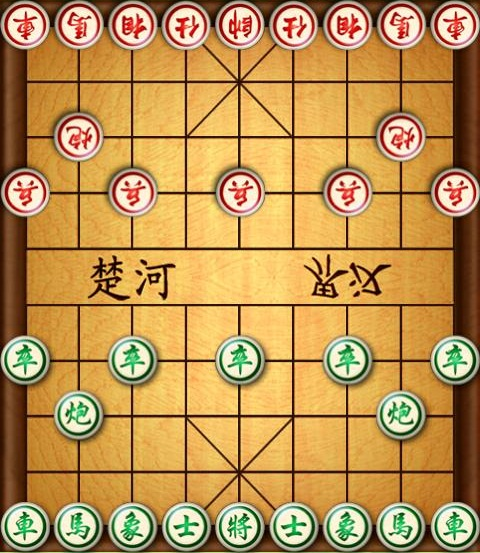 車 馬 相 仕 帥 仕 相 馬 車
炮 炮
兵 兵 兵 兵 兵
楚河 汉界
卒 卒 卒 卒 卒
炮 炮
車 馬 象 士 將 士 象 馬 車